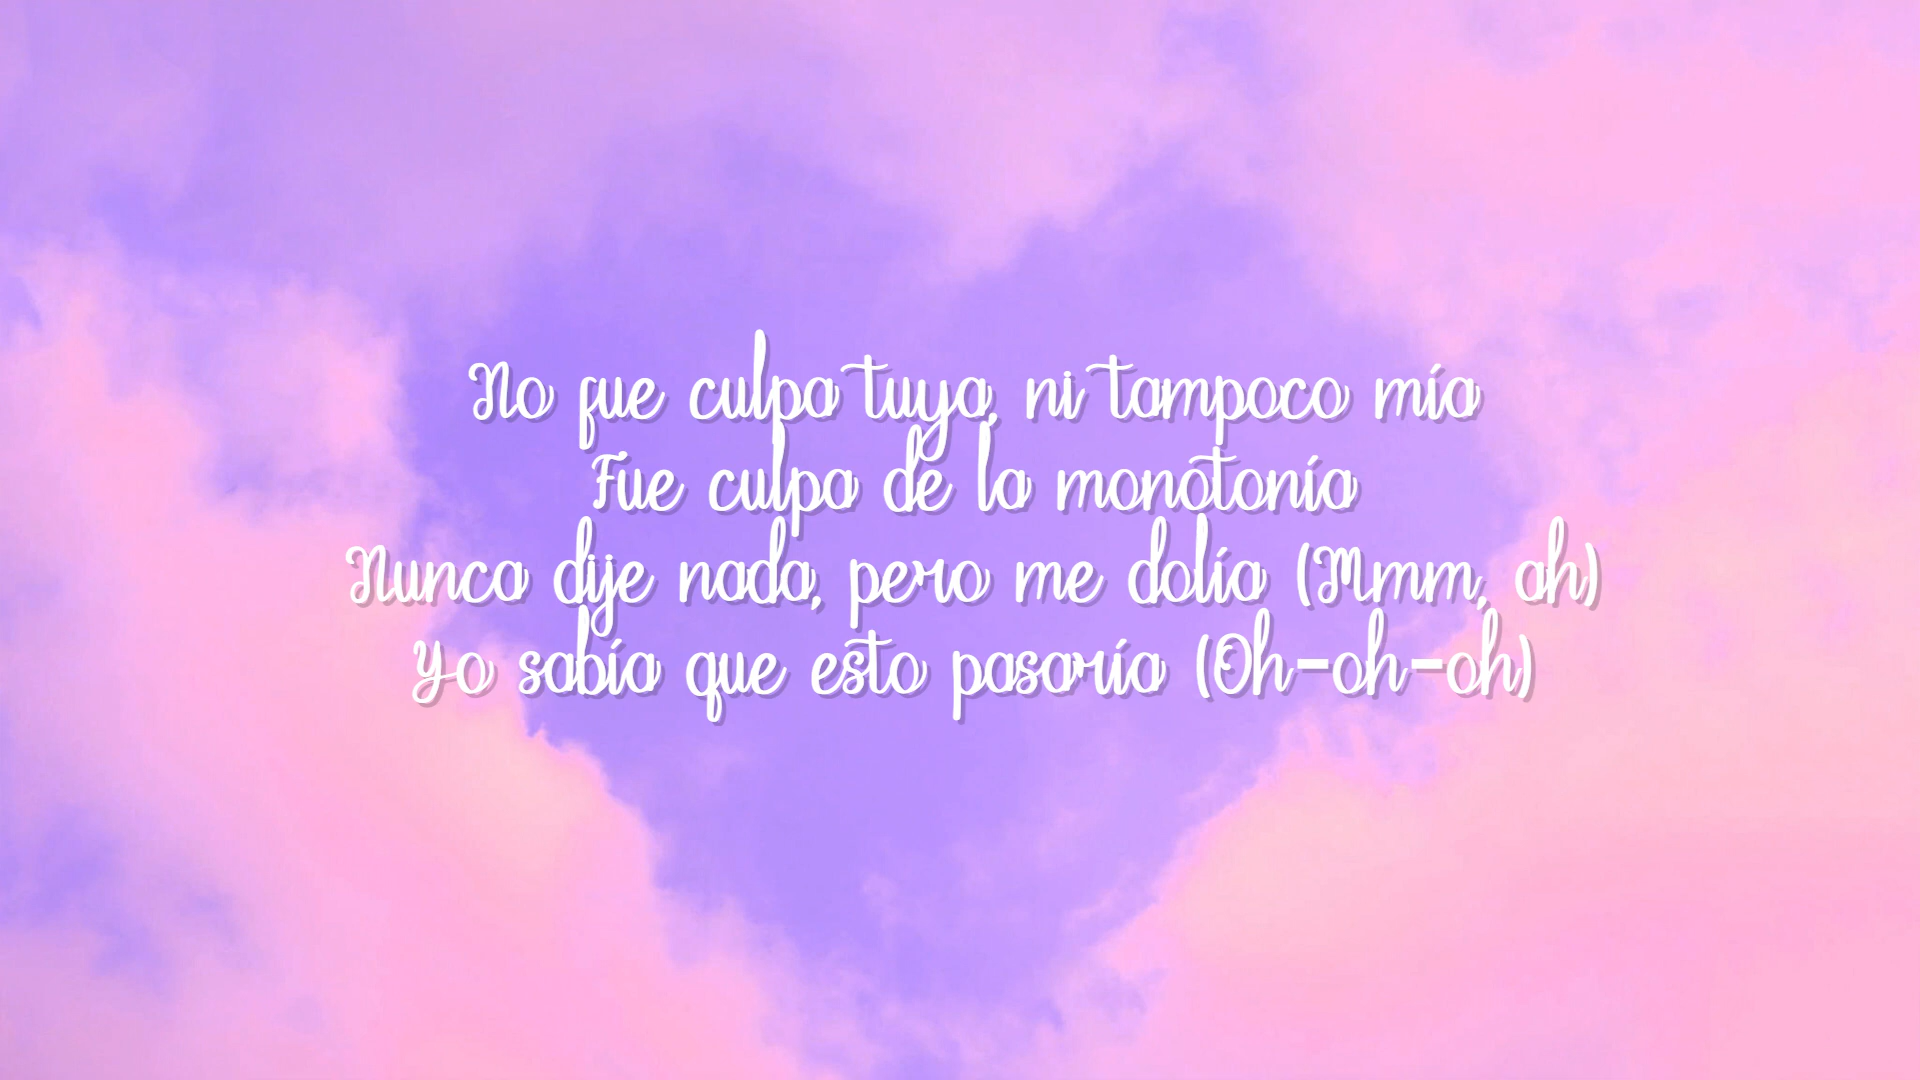 No fue culpa tuya, ni tampoco mía
Fue culpa de la monotonía
Nunca dije nada, pero me dolía (Mmm, ah)
Yo sabía que esto pasaría (Oh-oh-oh)